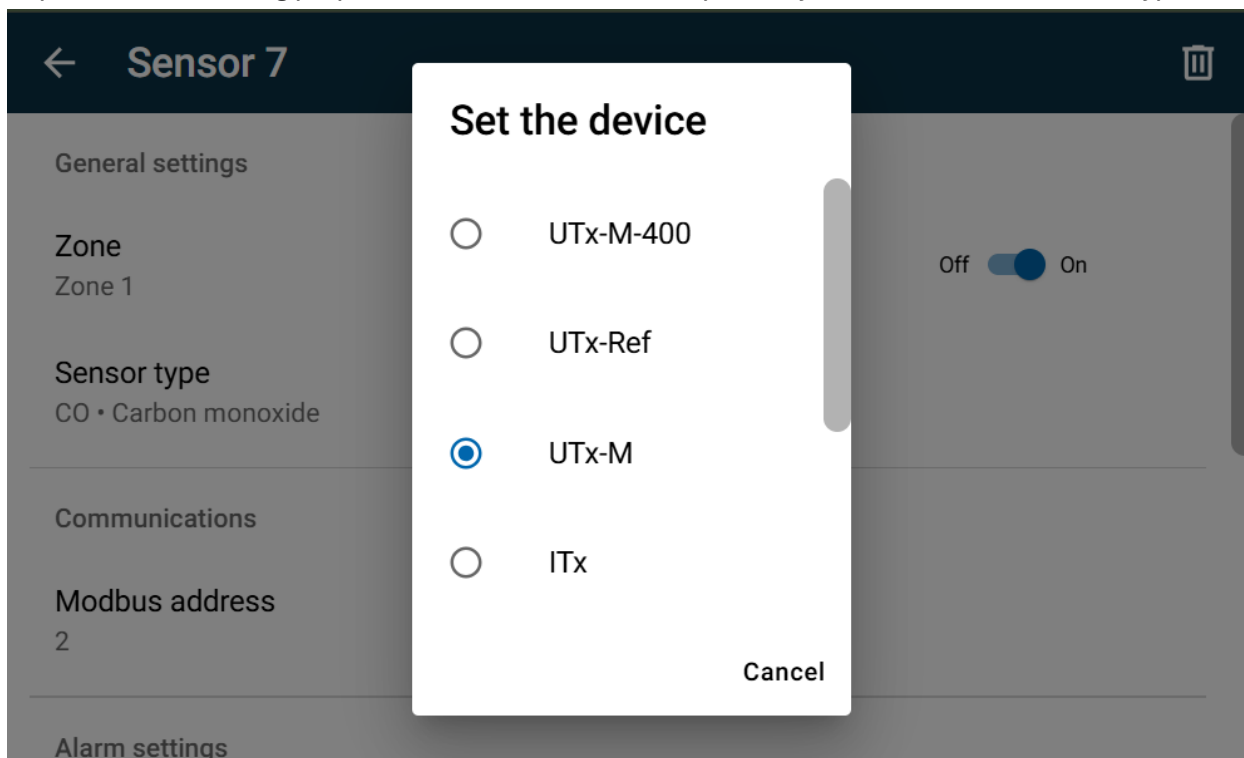 Sensor 7
Set the device
General settings
UTx-M-400
Zone
Zone 1
Off On
UTx-Ref
Sensor type
CO • Carbon monoxide
UTx-M
Communications
ITx
Modbus address
2
Cancel
Alarm settings